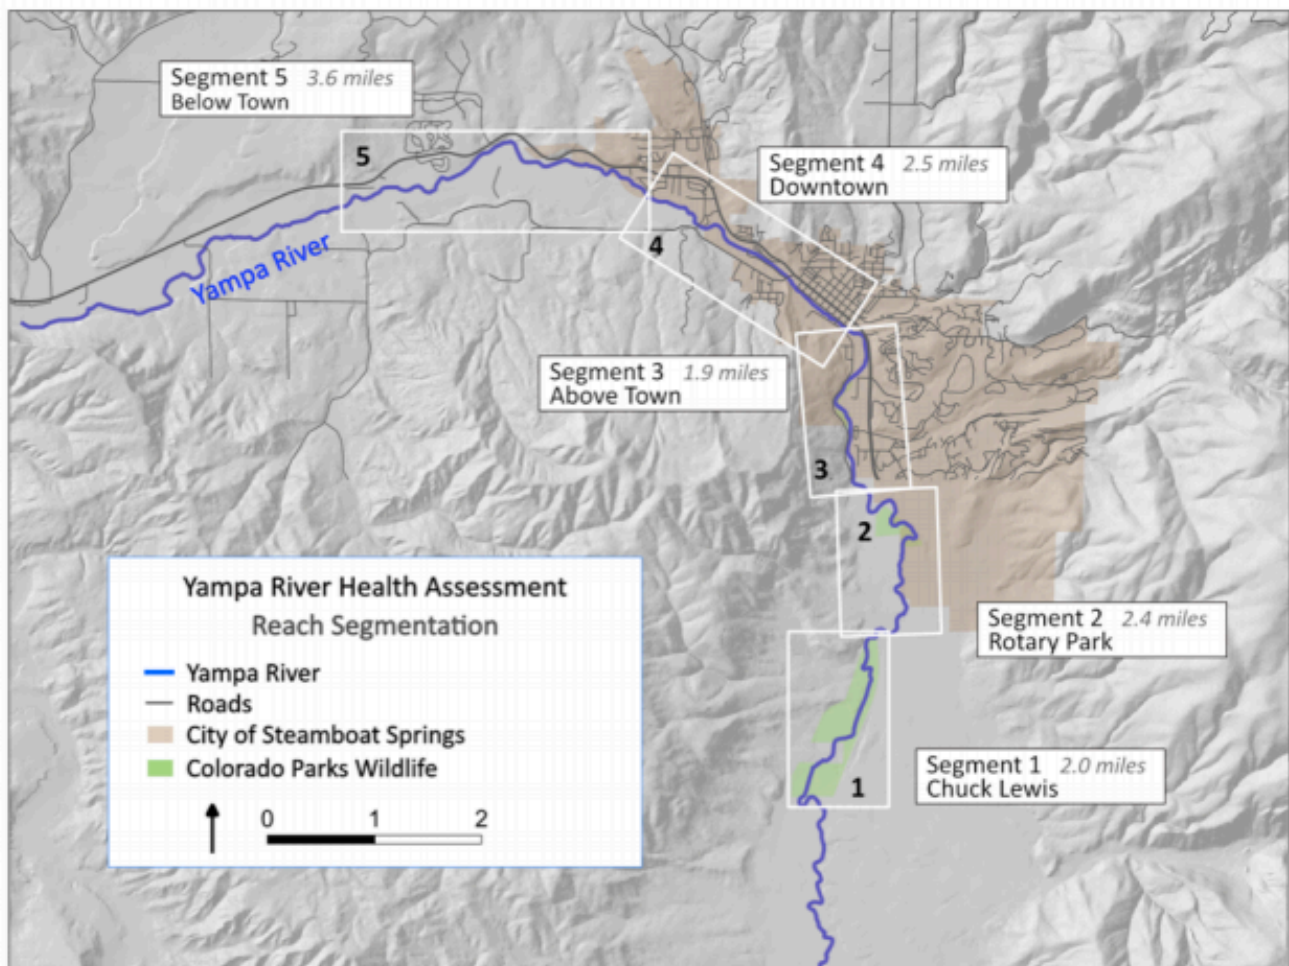 Segment 5 3.6 miles
Below Town
5
Segment 4 2.5 miles
Downtown
4
Yampa River
Segment 3 1.9 miles
Above Town
3
2
Yampa River Health Assessment
Reach Segmentation
Yampa River
Roads
City of Steamboat Springs
Colorado Parks Wildlife
0 1 2
Segment 2 2.4 miles
Rotary Park
Segment 1 2.0 miles
Chuck Lewis
1